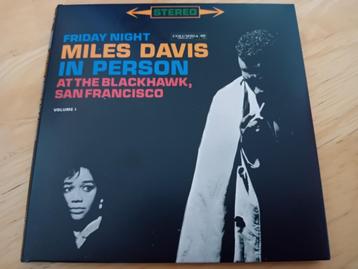 STEREO
FRIDAY NIGHT
COLUMBIA
MILES DAVIS
IN PERSON
AT THE BLACKHAWK,
SAN FRANCISCO
VOLUME I